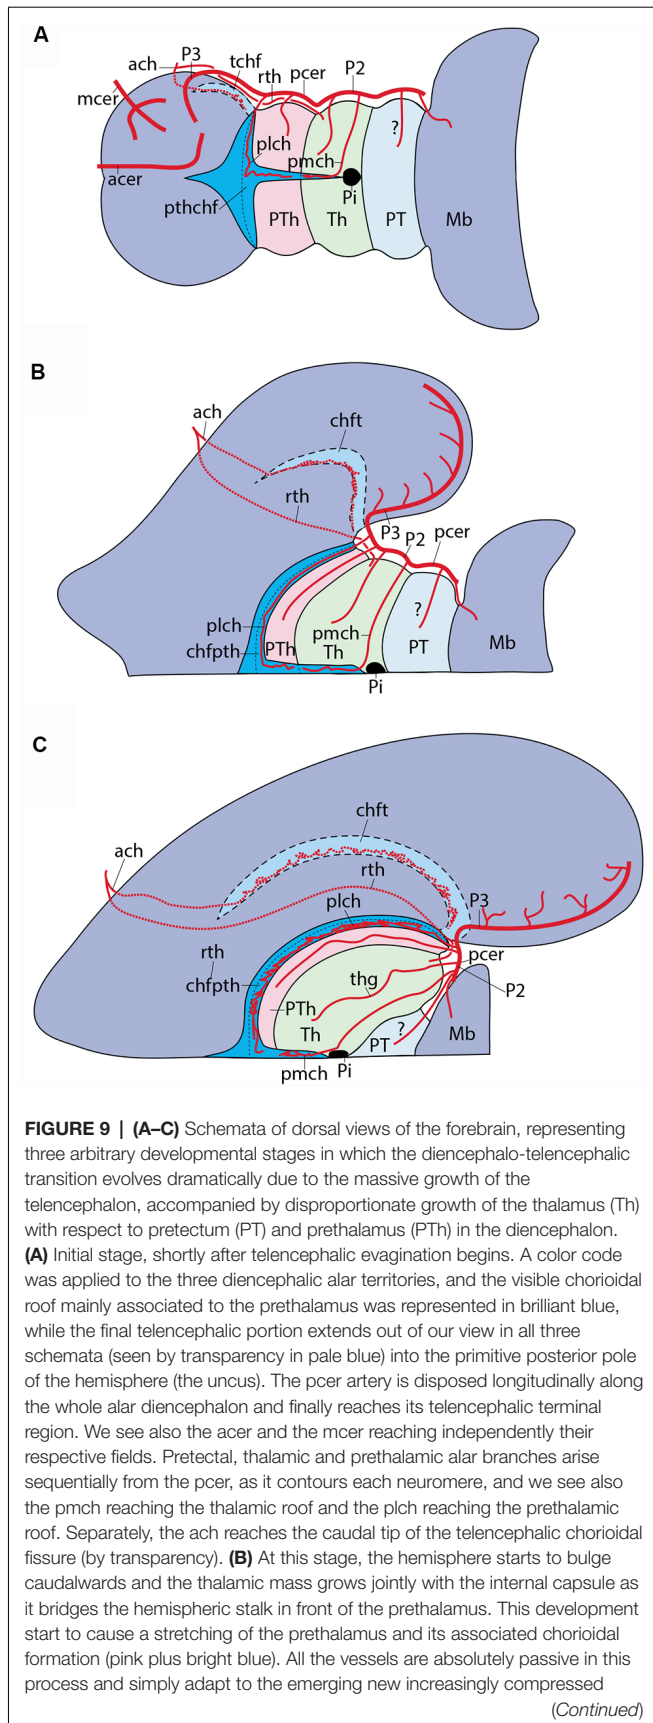 A
ach
P3
tchf
rth
pcer
P2
mcer
?
plch
pmch
acer
Pi
pthchf
PTh
Th
PT
Mb
B
ach
chft
rth
P3
P2
pcer
?
plch
pmch
chfpth
PTh
Th
PT
Mb
Pi
C
chft
ach
rth
P3
plch
rth
pcer
chfpth
thg
P2
PTh
Th
?
PT
Mb
pmch
Pi
FIGURE 9 | (A–C) Schemata of dorsal views of the forebrain, representing
three arbitrary developmental stages in which the diencephalo-telencephalic
transition evolves dramatically due to the massive growth of the
telencephalon, accompanied by disproportionate growth of the thalamus (Th)
with respect to pretectum (PT) and prethalamus (PTh) in the diencephalon.
(A) Initial stage, shortly after telencephalic evagination begins. A color code
was applied to the three diencephalic alar territories, and the visible chorioidal
roof mainly associated to the prethalamus was represented in brilliant blue,
while the final telencephalic portion extends out of our view in all three
schemata (seen by transparency in pale blue) into the primitive posterior pole
of the hemisphere (the uncus). The pcer artery is disposed longitudinally along
the whole alar diencephalon and finally reaches its telencephalic terminal
region. We see also the acer and the mcer reaching independently their
respective fields. Pretectal, thalamic and prethalamic alar branches arise
sequentially from the pcer, as it contours each neuromere, and we see also
the pmch reaching the thalamic roof and the plch reaching the prethalamic
roof. Separately, the ach reaches the caudal tip of the telencephalic chorioidal
fissure (by transparency). (B) At this stage, the hemisphere starts to bulge
caudalwards and the thalamic mass grows jointly with the internal capsule as
it bridges the hemispheric stalk in front of the prethalamus. This development
start to cause a stretching of the prethalamus and its associated chorioidal
formation (pink plus bright blue). All the vessels are absolutely passive in this
process and simply adapt to the emerging new increasingly compressed
(Continued)